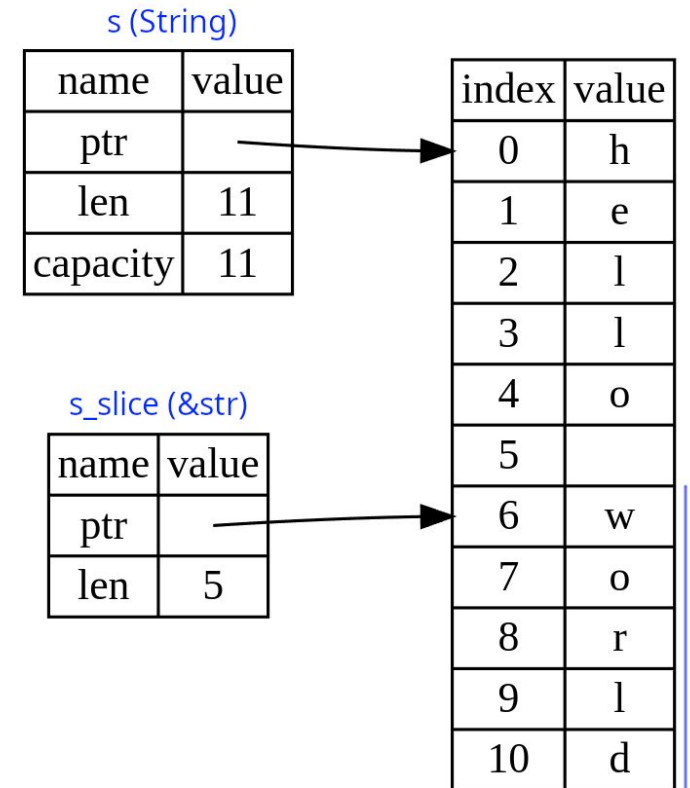 s (String)
name value
ptr
len 11
capacity 11
s_slice (&str)
name value
ptr
len 5
index value
0 h
1 e
2 l
3 l
4 o
5
6 w
7 o
8 r
9 l
10 d